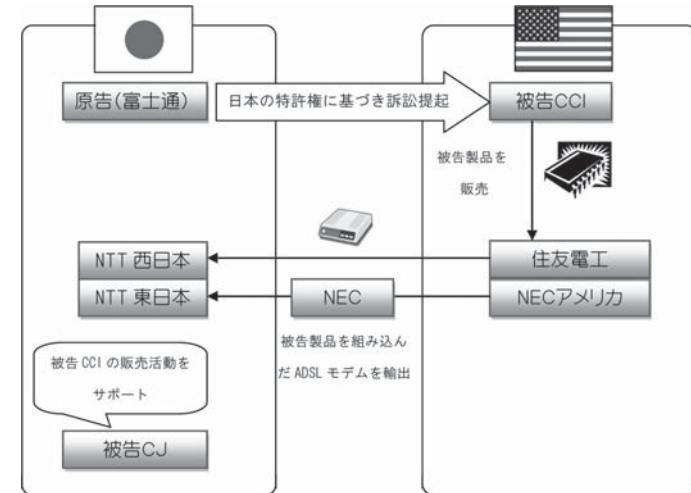 原告(富士通)
日本の特許権に基づき訴訟提起
被告CCI
被告製品を
販売
NTT 西日本
住友電工
NTT 東日本
NEC
NECアメリカ
被告製品を組み込ん
だ ADSL モデムを輸出
被告 CCI の販売活動を
サポート
被告CJ